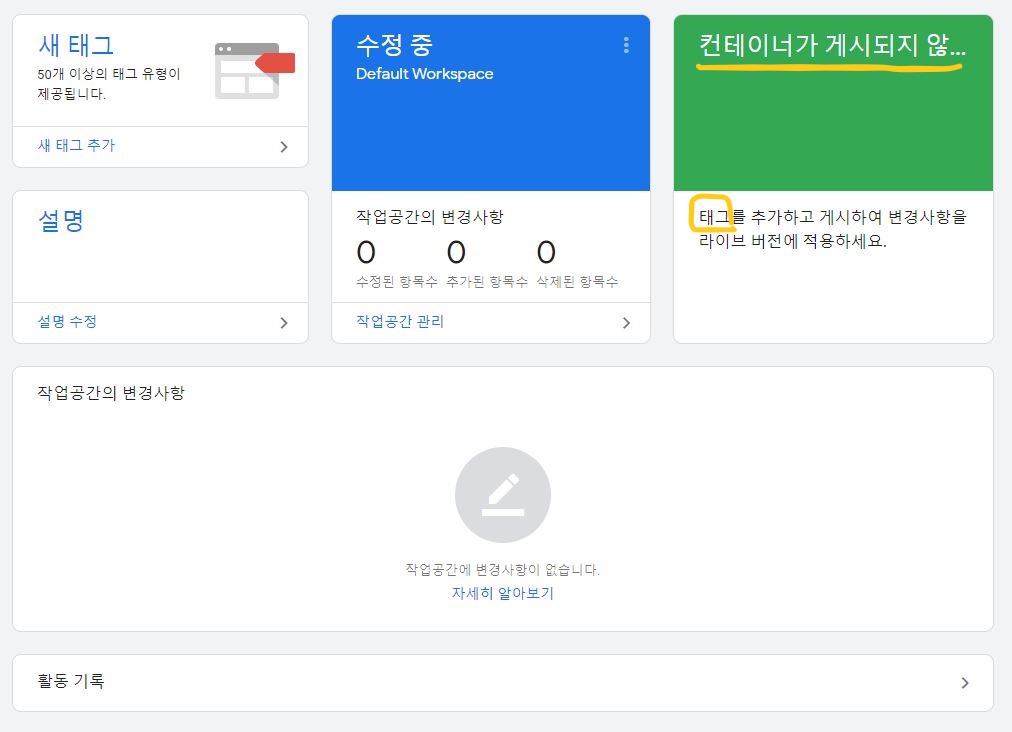 새 태그
50개 이상의 태그 유형이
제공됩니다.
새 태그 추가
설명
설명 수정
수정 중
Default Workspace
작업공간의 변경사항
0 0 0
수정된 항목수 추가된 항목수 삭제된 항목수
작업공간 관리
컨테이너가 게시되지 않...
태그를 추가하고 게시하여 변경사항을
라이브 버전에 적용하세요.
작업공간의 변경사항
작업공간에 변경사항이 없습니다.
자세히 알아보기
활동 기록